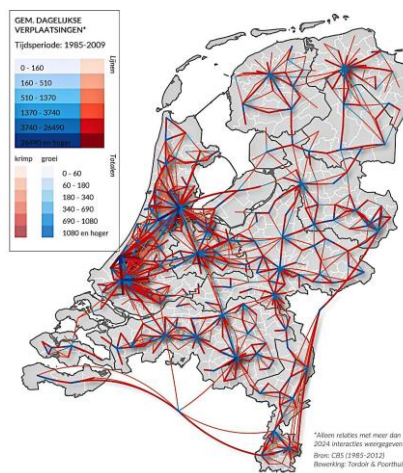 GEM. DAGELIJKSE
VERPLAATSINGEN*
Tijdsperiode: 1985-2009
Lijnen
0 - 160
160 - 510
510 - 1370
1370 - 3740
3740 - 26490
26490 en hoger
Totalen
krimp groei
0 - 60
60 - 180
180 - 340
340 - 690
690 - 1080
1080 en hoger
*Alleen relaties met meer dan
2024 interacties weergegeven
Bron: CBS (1985-2012)
Bewerking: Tordoir & Poorthuis